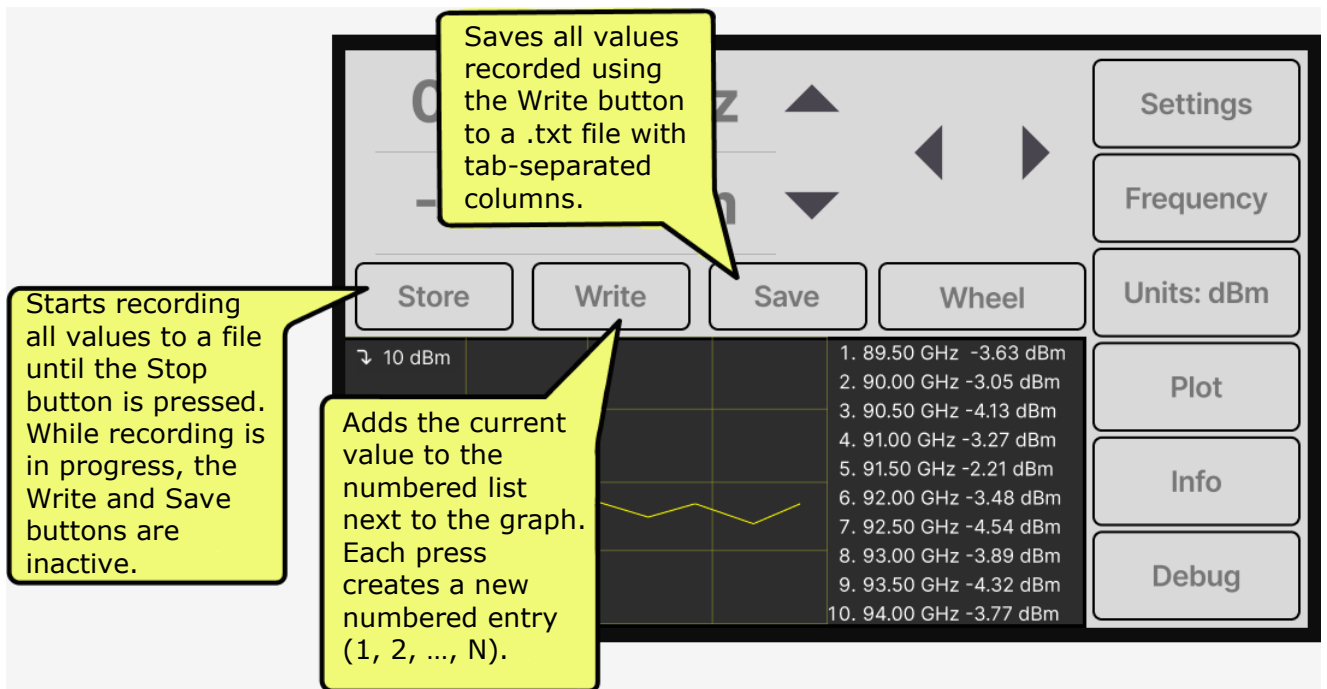 Saves all values
recorded using
the Write button
to a .txt file with
tab-separated
columns.
Settings
Frequency
Units: dBm
Plot
Info
Debug
Store
Write
Save
Wheel
Starts recording
all values to a file
until the Stop
button is pressed.
While recording is
in progress, the
Write and Save
buttons are
inactive.
10 dBm
Adds the current
value to the
numbered list
next to the graph.
Each press
creates a new
numbered entry
(1, 2, ..., N).
1. 89.50 GHz -3.63 dBm
2. 90.00 GHz -3.05 dBm
3. 90.50 GHz -4.13 dBm
4. 91.00 GHz -3.27 dBm
5. 91.50 GHz -2.21 dBm
6. 92.00 GHz -3.48 dBm
7. 92.50 GHz -4.54 dBm
8. 93.00 GHz -3.89 dBm
9. 93.50 GHz -4.32 dBm
10. 94.00 GHz -3.77 dBm